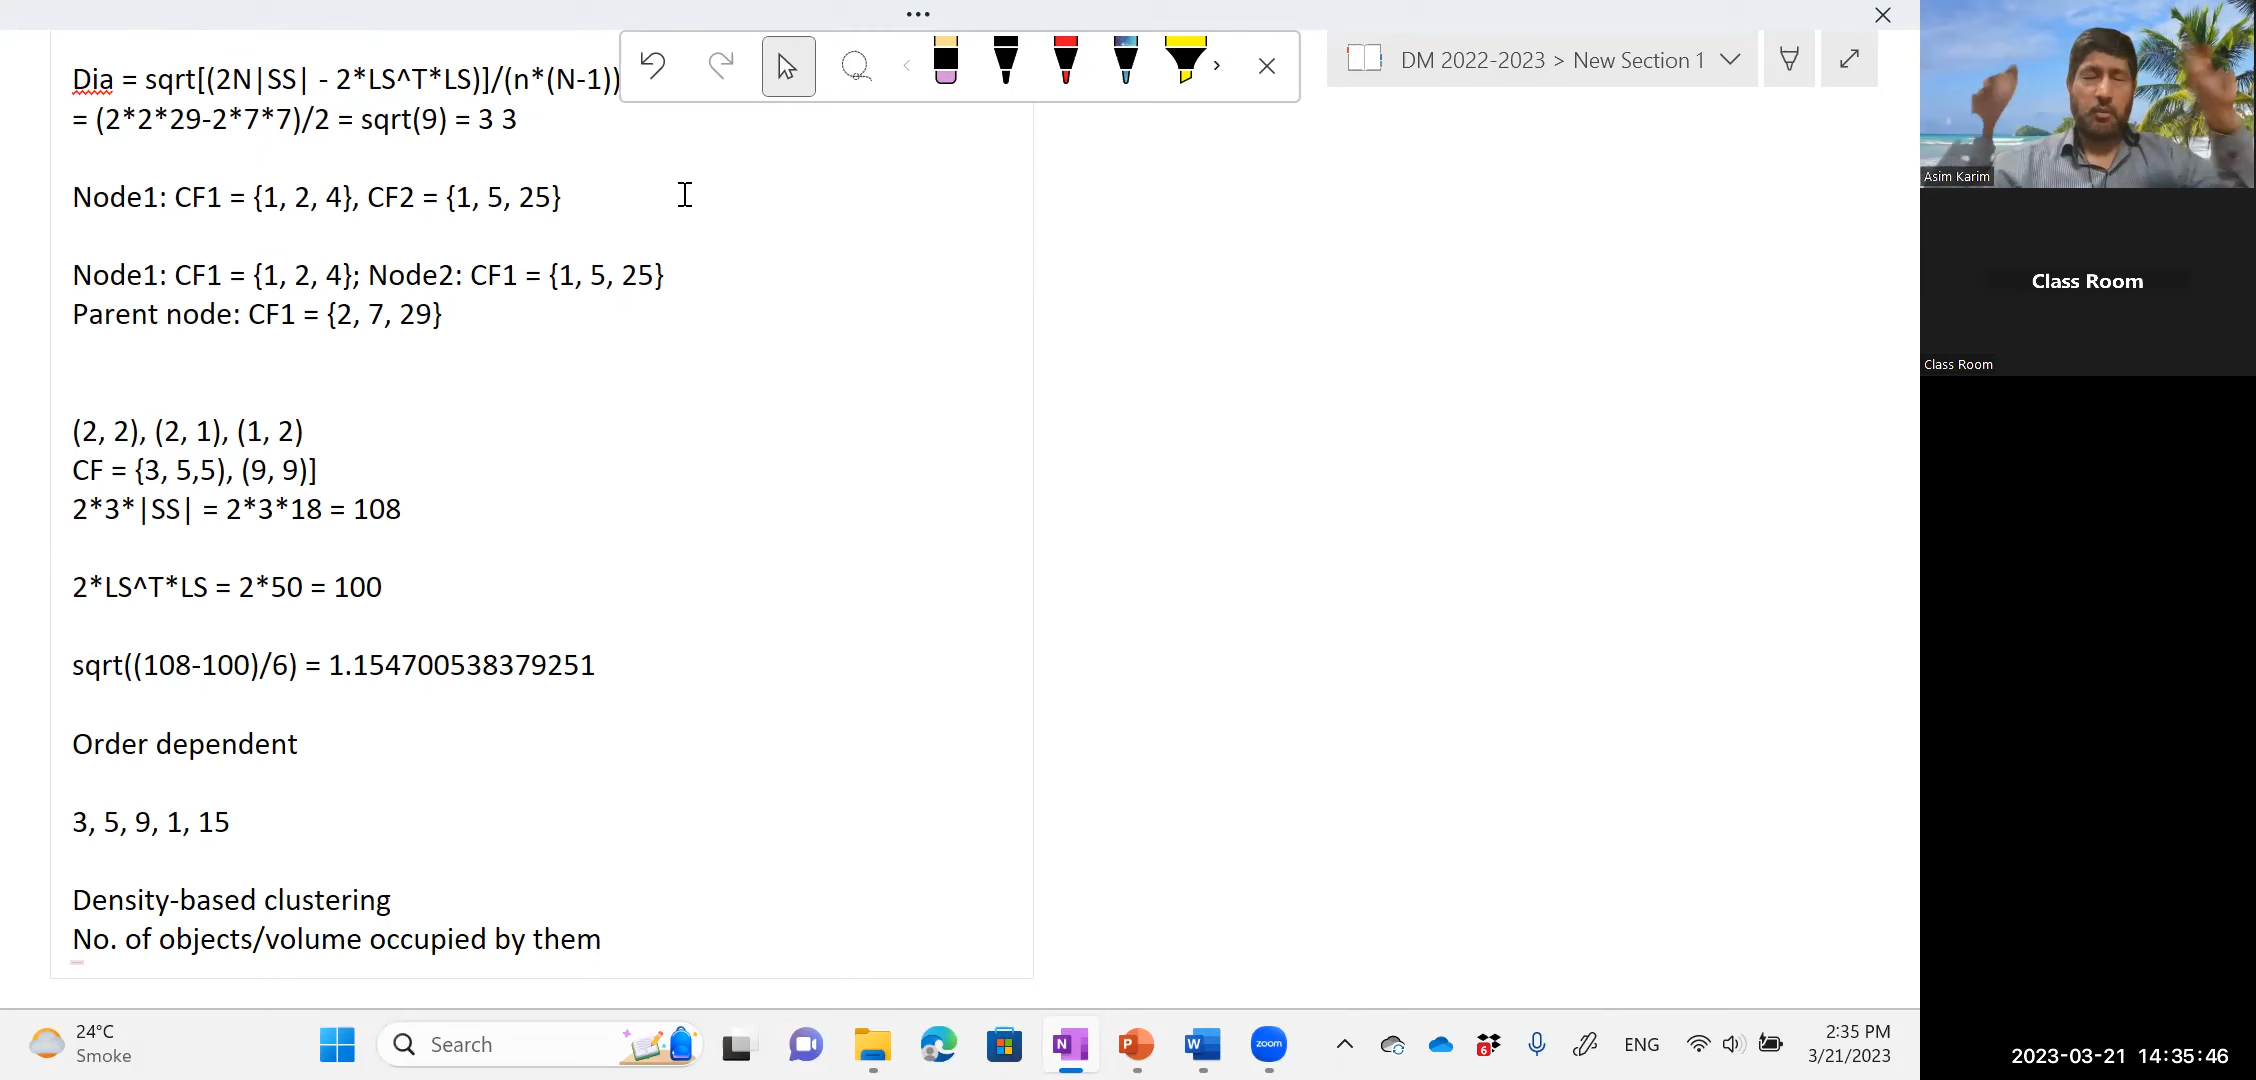 Dia = sqrt[(2N|SS| - 2*LS^T*LS)]/(n*(N-1))
= (2*2*29-2*7*7)/2 = sqrt(9) = 3 3
Node1: CF1 = {1, 2, 4}, CF2 = {1, 5, 25}
Node1: CF1 = {1, 2, 4}; Node2: CF1 = {1, 5, 25}
Parent node: CF1 = {2, 7, 29}
(2, 2), (2, 1), (1, 2)
CF = {3, 5,5), (9, 9)]
2*3*|SS| = 2*3*18 = 108
2*LS^T*LS = 2*50 = 100
sqrt((108-100)/6) = 1.154700538379251
Order dependent
3, 5, 9, 1, 15
Density-based clustering
No. of objects/volume occupied by them
DM 2022-2023 > New Section 1
Asim Karim
Class Room
Class Room
24°C
Smoke
Search
N
P
W
zoom
6
ENG
2:35 PM
3/21/2023
2023-03-21 14:35:46